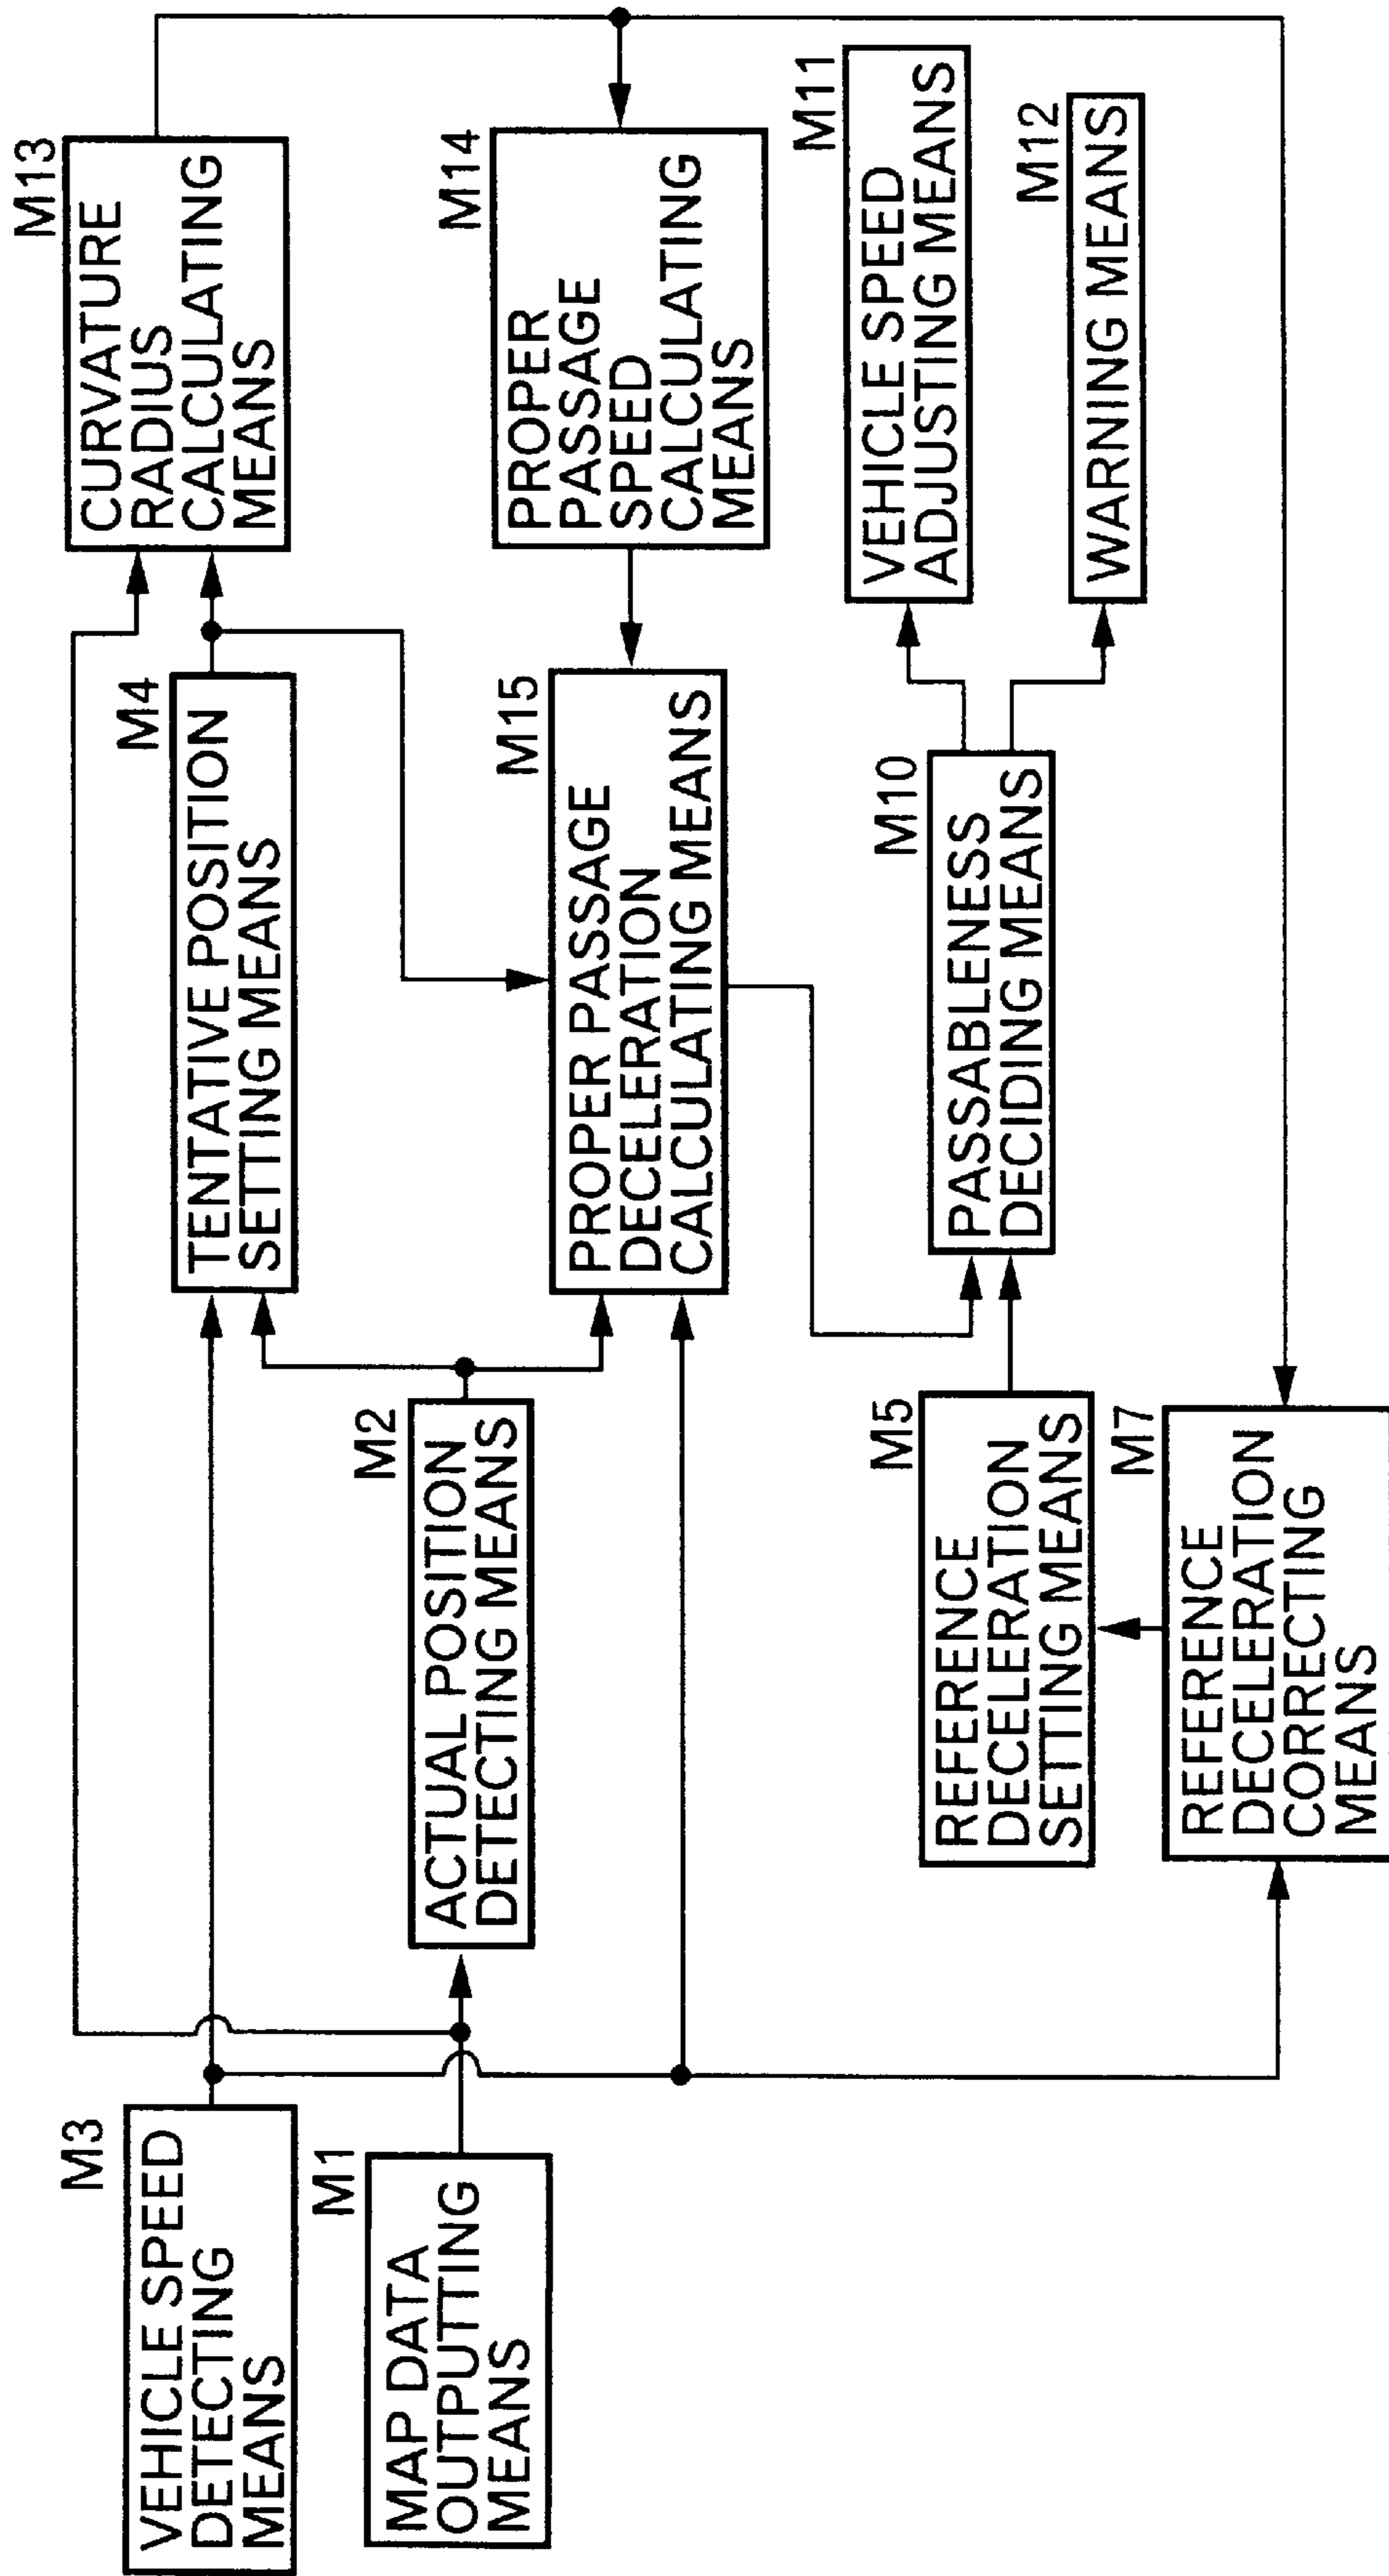 M3
VEHICLE SPEED
DETECTING
MEANS
M1
MAP DATA
OUTPUTTING
MEANS
M2
ACTUAL POSITION
DETECTING MEANS
M4
TENTATIVE POSITION
SETTING MEANS
M13
CURVATURE
RADIUS
CALCULATING
MEANS
M15
PROPER PASSAGE
DECELERATION
CALCULATING MEANS
M14
PROPER
PASSAGE
SPEED
CALCULATING
MEANS
M5
REFERENCE
DECELERATION
SETTING MEANS
M7
REFERENCE
DECELERATION
CORRECTING
MEANS
M10
PASSABLENESS
DECIDING MEANS
M11
VEHICLE SPEED
ADJUSTING MEANS
M12
WARNING MEANS